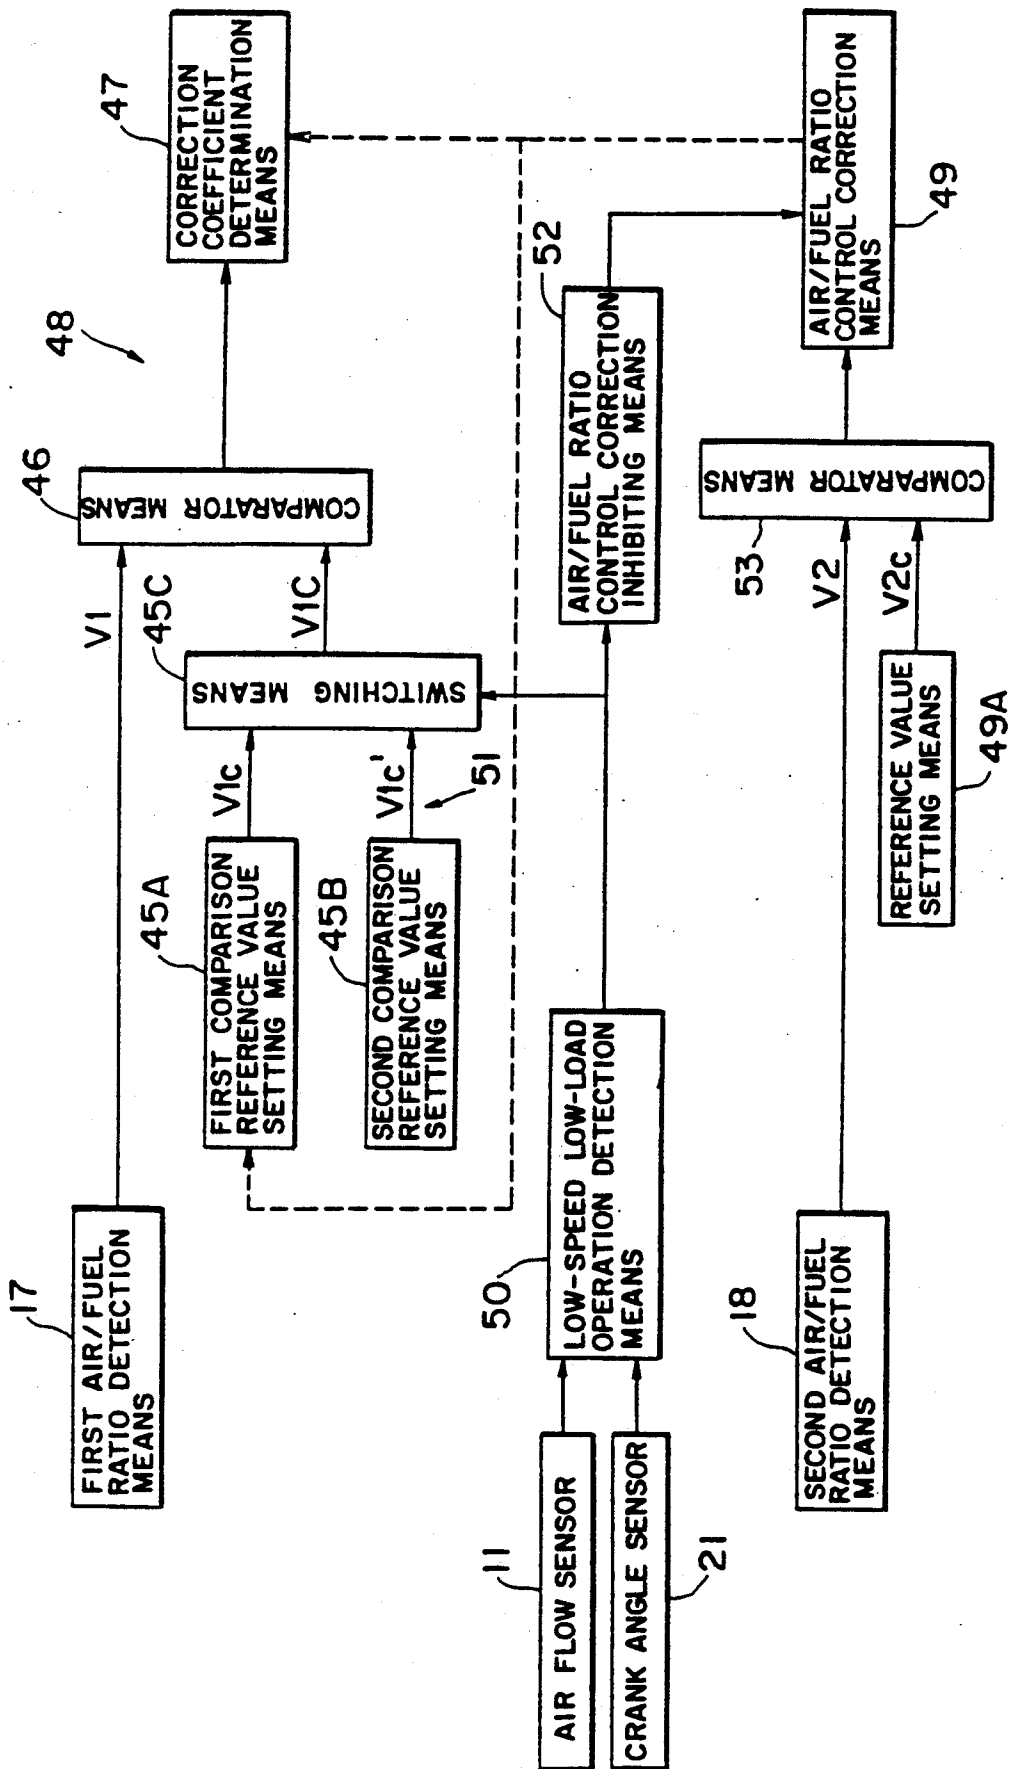 17
FIRST AIR/FUEL
RATIO DETECTION
MEANS
V1
46
COMPARATOR MEANS
48
47
CORRECTION
COEFFICIENT
DETERMINATION
MEANS
45A
FIRST COMPARISON
REFERENCE VALUE
SETTING MEANS
V1c
45C
SWITCHING MEANS
V1C
45B
SECOND COMPARISON
REFERENCE VALUE
SETTING MEANS
V1c'
51
11
AIR FLOW SENSOR
CRANK ANGLE SENSOR
21
50
LOW-SPEED LOW-LOAD
OPERATION DETECTION
MEANS
52
AIR/FUEL RATIO
CONTROL CORRECTION
INHIBITING MEANS
18
SECOND AIR/FUEL
RATIO DETECTION
MEANS
V2
53
COMPARATOR MEANS
V2c
REFERENCE VALUE
SETTING MEANS
49A
AIR/FUEL RATIO
CONTROL CORRECTION
MEANS
49